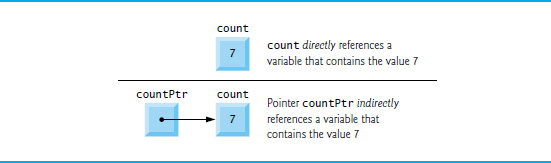 count
7
count directly references a
variable that contains the value 7
countPtr count
7
Pointer countPtr indirectly
references a variable that
contains the value 7